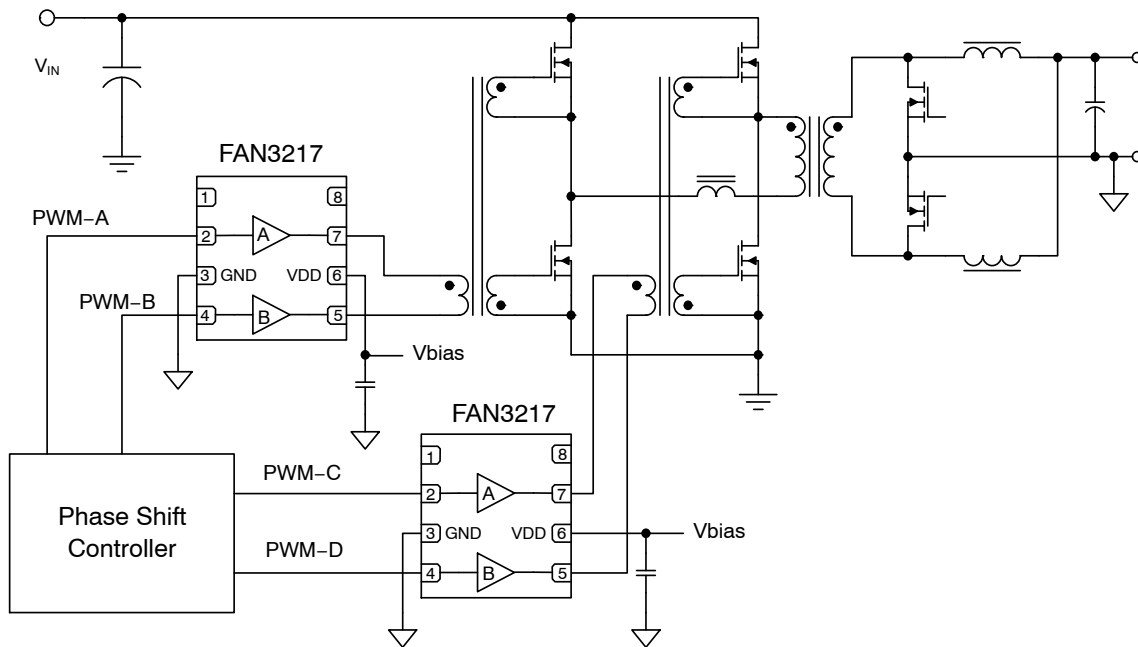 V_IN
FAN3217
1 8
PWM−A
2 A 7
3 GND VDD 6
PWM−B
4 B 5
Vbias
FAN3217
1 8
PWM−C
2 A 7
Phase Shift
Controller
3 GND VDD 6
Vbias
PWM−D
4 B 5